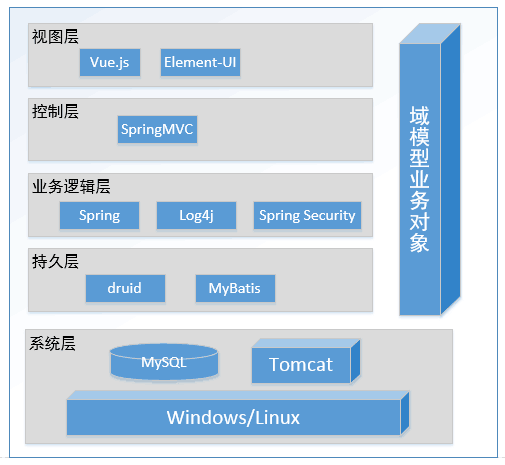 视图层
Vue.js
Element-UI
控制层
SpringMVC
业务逻辑层
Spring
Log4j
Spring Security
持久层
druid
MyBatis
域模型业务对象
系统层
MySQL
Tomcat
Windows/Linux